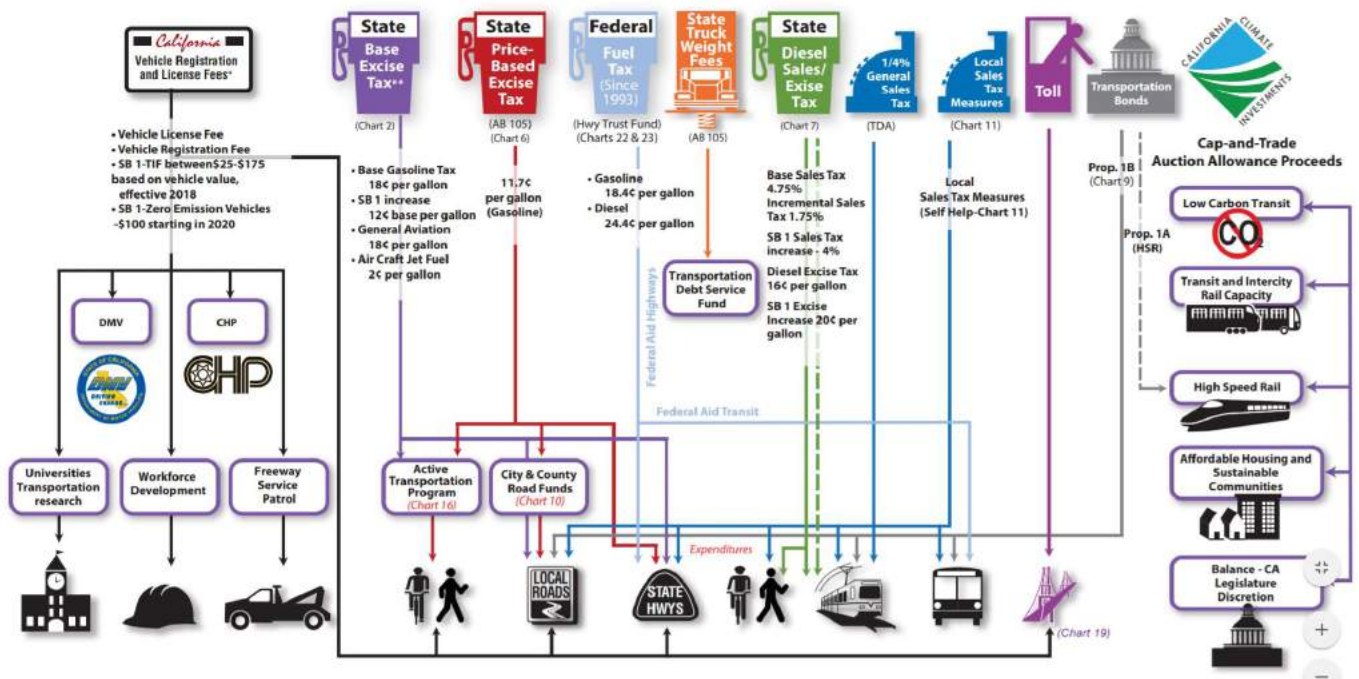 California
Vehicle Registration
and License Fees*
• Vehicle License Fee
• Vehicle Registration Fee
• SB 1-TIF between$25-$175
based on vehicle value,
effective 2018
• SB 1-Zero Emission Vehicles
-$100 starting in 2020
DMV
CHP
CHP
Universities
Transportation
research
Workforce
Development
Freeway
Service
Patrol
State
Base
Excise
Tax**
(Chart 2)
• Base Gasoline Tax
18¢ per gallon
• SB 1 increase
12¢ base per gallon
• General Aviation
18¢ per gallon
• Air Craft Jet Fuel
2¢ per gallon
State
Price-
Based
Excise
Tax
(AB 105)
(Chart 6)
11.7¢
per gallon
(Gasoline)
Federal
Fuel
Tax
(Since
1993)
(Hwy Trust Fund)
(Charts 22 & 23)
• Gasoline
18.4¢ per gallon
• Diesel
24.4¢ per gallon
Federal Aid Highways
Federal Aid Transit
State
Truck
Weight
Fees
(AB 105)
Transportation
Debt Service
Fund
State
Diesel
Sales/
Exise
Tax
(Chart 7)
Base Sales Tax
4.75%
Incremental Sales
Tax 1.75%
SB 1 Sales Tax
increase - 4%
Diesel Excise Tax
16¢ per gallon
SB 1 Excise
Increase 20¢ per
gallon
1/4%
General
Sales
Tax
(TDA)
Local
Sales
Tax
Measures
(Chart 11)
Local
Sales Tax Measures
(Self Help-Chart 11)
Toll
Transportation
Bonds
Prop. 1B
(Chart 9)
Prop. 1A
(HSR)
Active
Transportation
Program
(Chart 16)
City & County
Road Funds
(Chart 10)
Expenditures
LOCAL
ROADS
STATE
HWYS
(Chart 19)
CALIFORNIA CLIMATE
INVESTMENTS
Cap-and-Trade
Auction Allowance Proceeds
Low Carbon Transit
CO2
Transit and Intercity
Rail Capacity
High Speed Rail
Affordable Housing and
Sustainable
Communities
Balance - CA
Legislature
Discretion